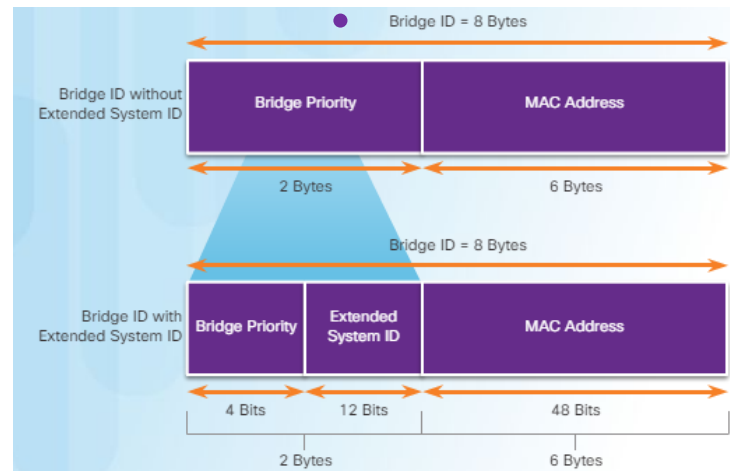 Bridge ID = 8 Bytes
Bridge ID without
Extended System ID
Bridge Priority
MAC Address
2 Bytes
6 Bytes
Bridge ID = 8 Bytes
Bridge ID with
Extended System ID
Bridge Priority
Extended
System ID
MAC Address
4 Bits
12 Bits
48 Bits
2 Bytes
6 Bytes